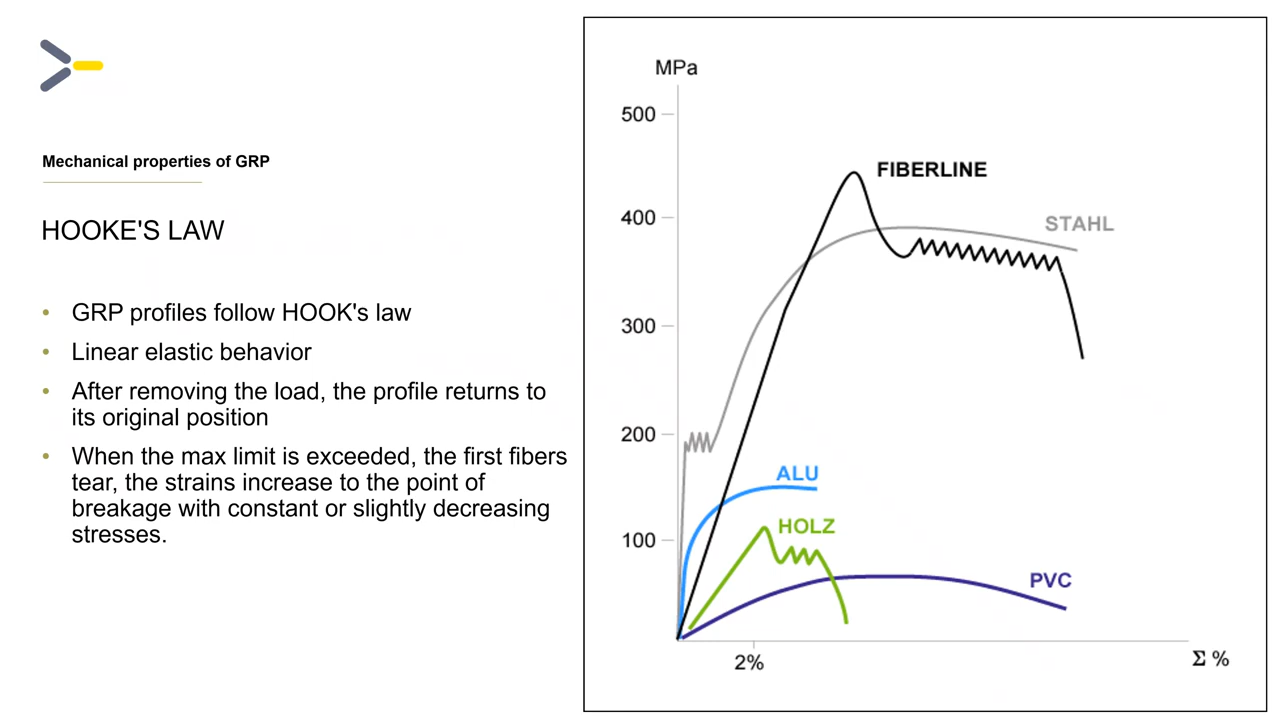 Mechanical properties of GRP
HOOKE'S LAW
• GRP profiles follow HOOK's law
• Linear elastic behavior
• After removing the load, the profile returns to
its original position
• When the max limit is exceeded, the first fibers
tear, the strains increase to the point of
breakage with constant or slightly decreasing
stresses.
MPa
500
400
300
200
100
FIBERLINE
STAHL
ALU
HOLZ
PVC
2%
Σ %